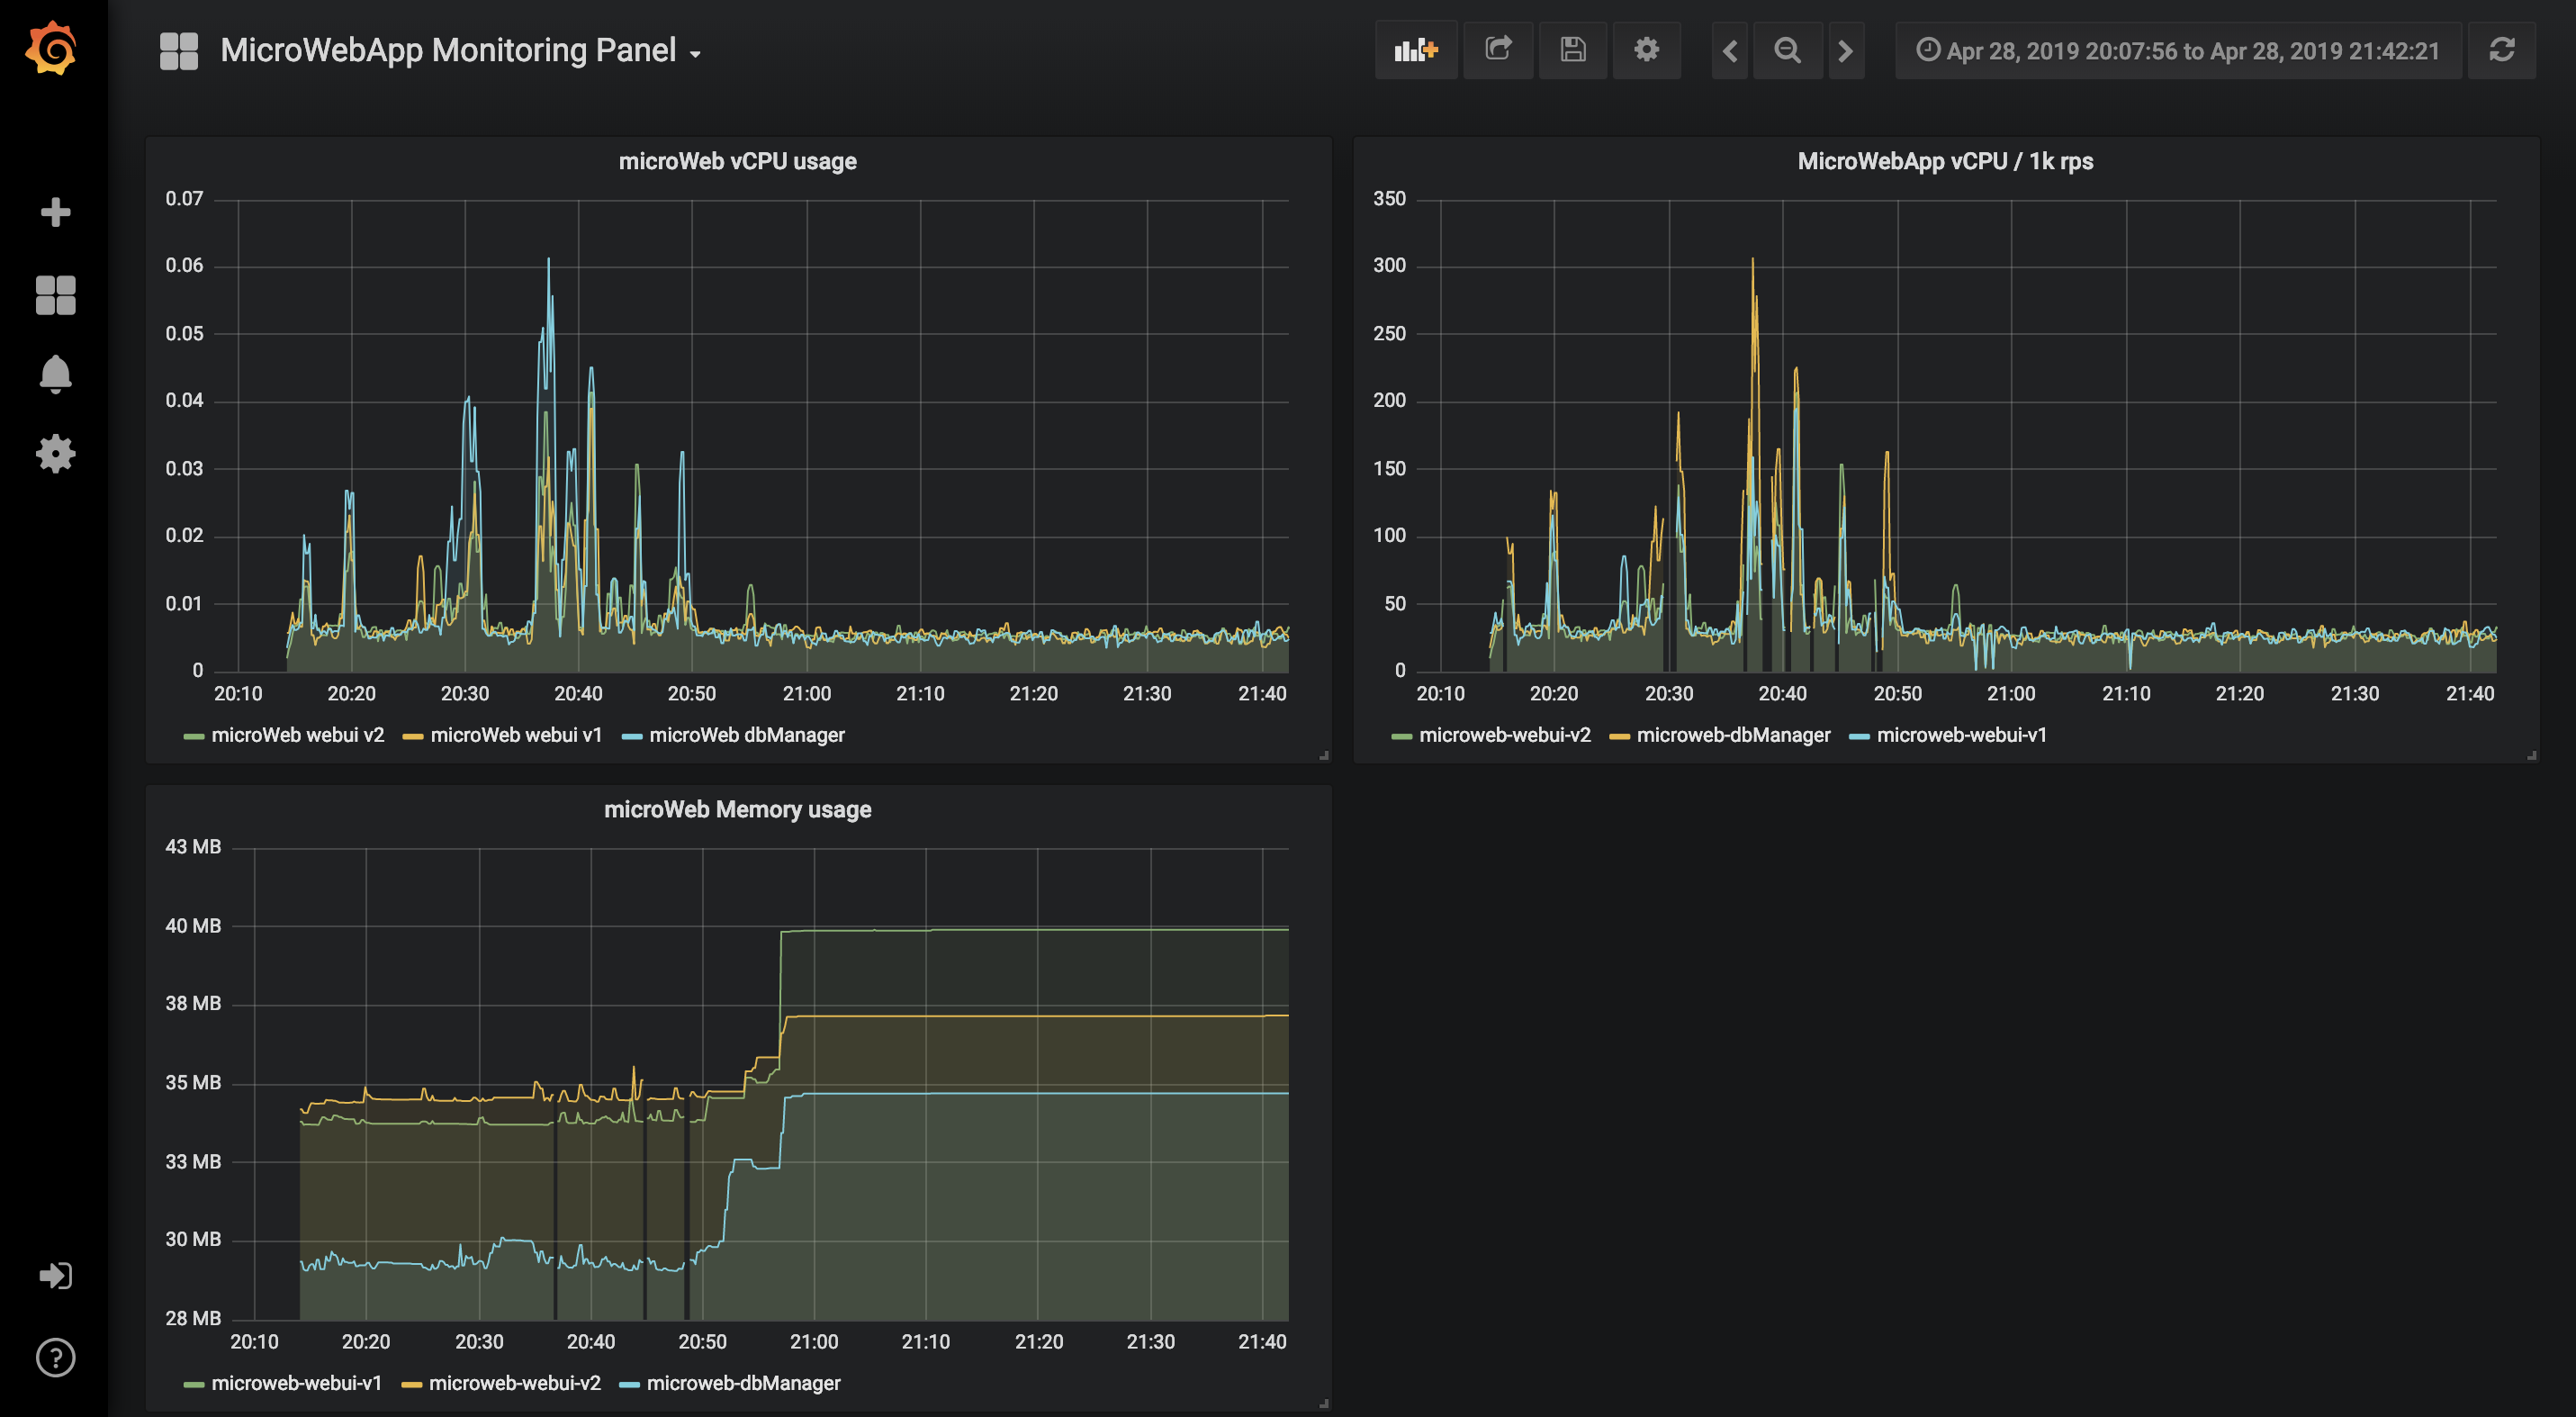 MicroWebApp Monitoring Panel
Apr 28, 2019 20:07:56 to Apr 28, 2019 21:42:21
microWeb vCPU usage
0.07
0.06
0.05
0.04
0.03
0.02
0.01
0
20:10 20:20 20:30 20:40 20:50 21:00 21:10 21:20 21:30 21:40
microWeb webui v2 microWeb webui v1 microWeb dbManager
MicroWebApp vCPU / 1k rps
350
300
250
200
150
100
50
0
20:10 20:20 20:30 20:40 20:50 21:00 21:10 21:20 21:30 21:40
microweb-webui-v2 microweb-dbManager microweb-webui-v1
microWeb Memory usage
43 MB
40 MB
38 MB
35 MB
33 MB
30 MB
28 MB
20:10 20:20 20:30 20:40 20:50 21:00 21:10 21:20 21:30 21:40
microweb-webui-v1 microweb-webui-v2 microweb-dbManager
?